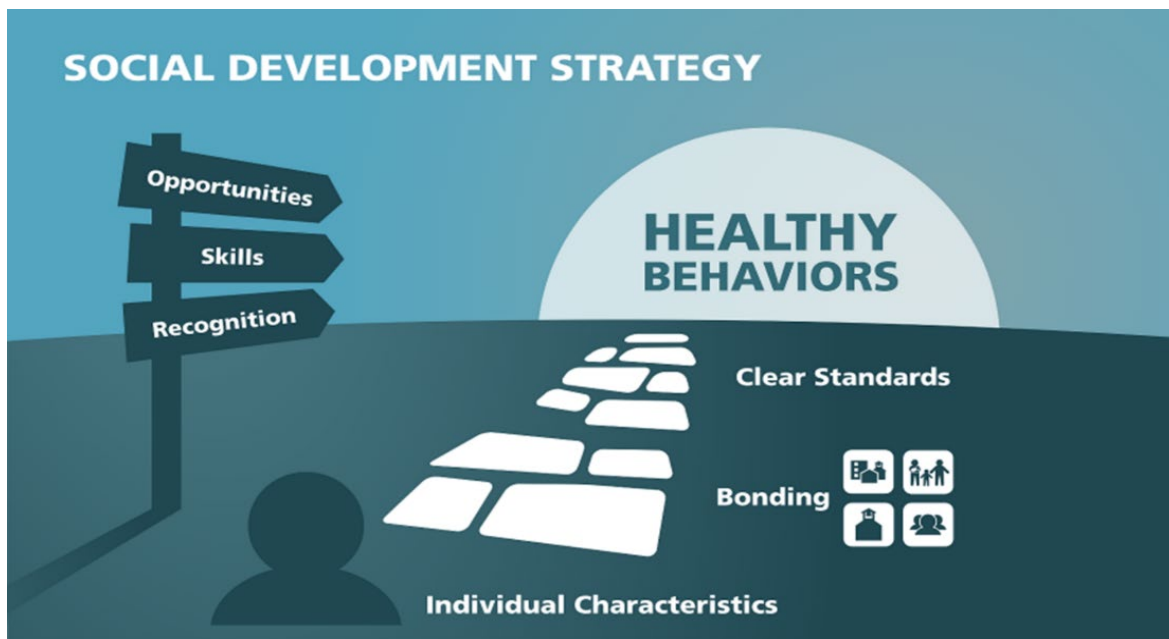 SOCIAL DEVELOPMENT STRATEGY
Opportunities
Skills
Recognition
HEALTHY
BEHAVIORS
Clear Standards
Bonding
Individual Characteristics